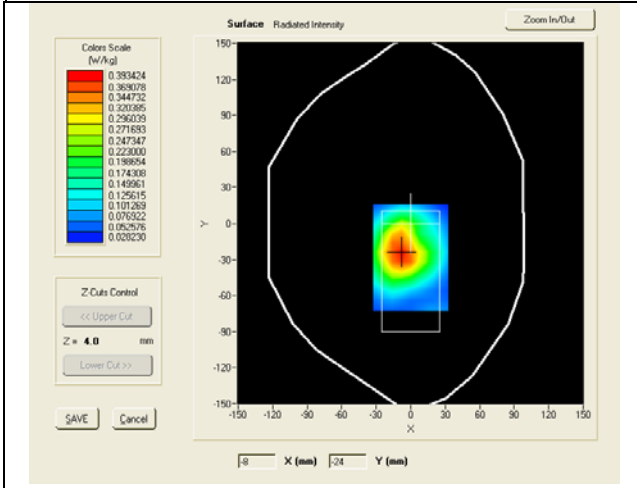 Surface Radiated Intensity
Zoom In/Out
Colors Scale
(W/kg)
0.393424
0.369078
0.344732
0.320385
0.296039
0.271693
0.247347
0.223000
0.198654
0.174308
0.149961
0.125615
0.101269
0.076922
0.052576
0.028230
Z-Cuts Control
<< Upper Cut
Z = 4.0 mm
Lower Cut >>
SAVE Cancel
150
120
90
60
30
0
-30
-60
-90
-120
-150
Y
-150 -120 -90 -60 -30 0 30 60 90 120 150
X
-8 X (mm) -24 Y (mm)